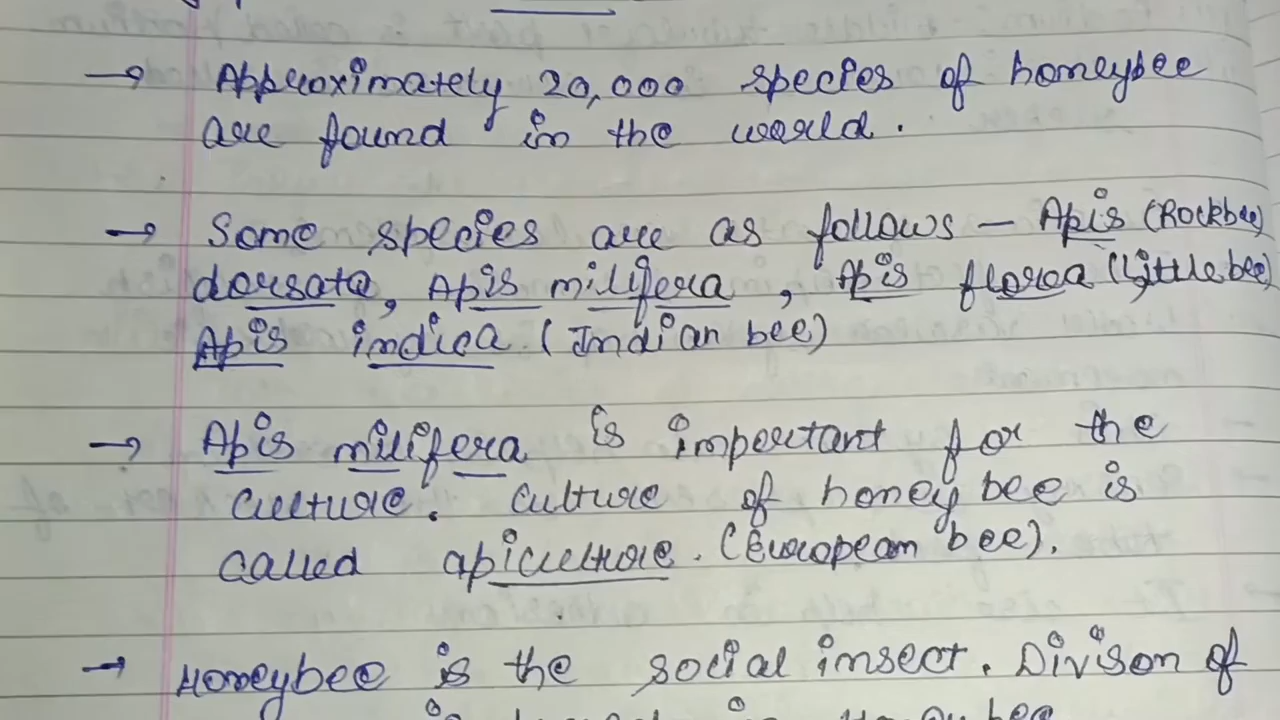 → Approximately 20,000 species of honeybee
are found in the world.
→ Some species are as follows – Apis (Rockbee)
dorsata, Apis milifera, Apis florea (Little bee)
Apis indica (Indian bee)
→ Apis milifera is important for the
culture. culture of honey bee is
called apiculture. (European bee).
→ Honeybee is the social insect. Divison of